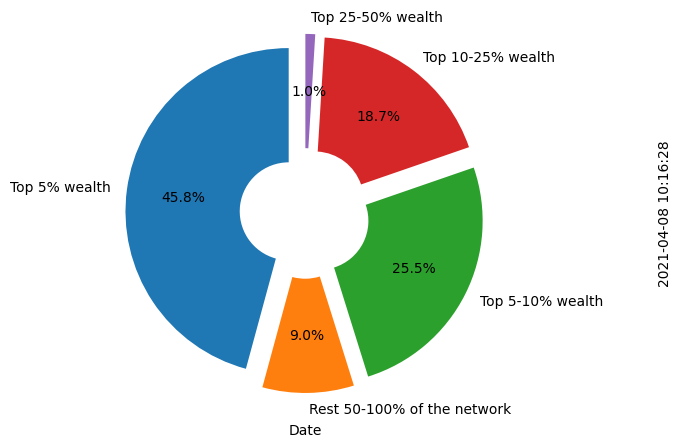 Top 25-50% wealth
Top 10-25% wealth
1.0%
18.7%
Top 5% wealth
45.8%
25.5%
Top 5-10% wealth
9.0%
Rest 50-100% of the network
Date
2021-04-08 10:16:28